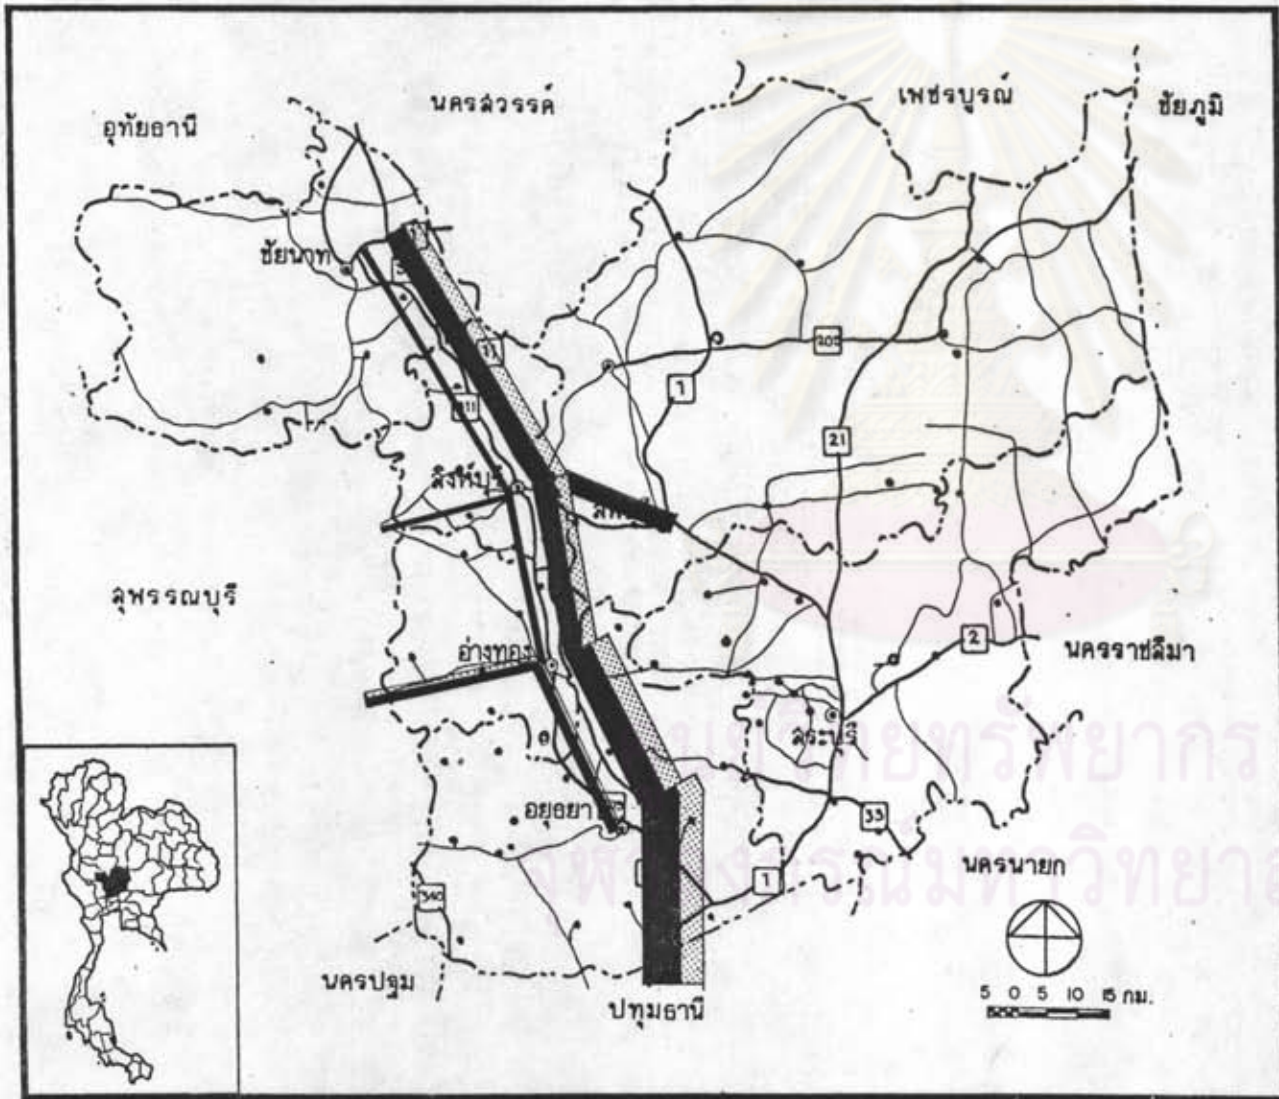 นครสวรรค์
เพชรบูรณ์
ชัยภูมิ
อุทัยธานี
ชัยนาท
11
205
1
311
21
สิงห์บุรี
สุพรรณบุรี
อ่างทอง
2
นครราชสีมา
สระบุรี
อยุธยา
33
นครนายก
1
340
นครปฐม
ปทุมธานี
5 0 5 10 15 กม.